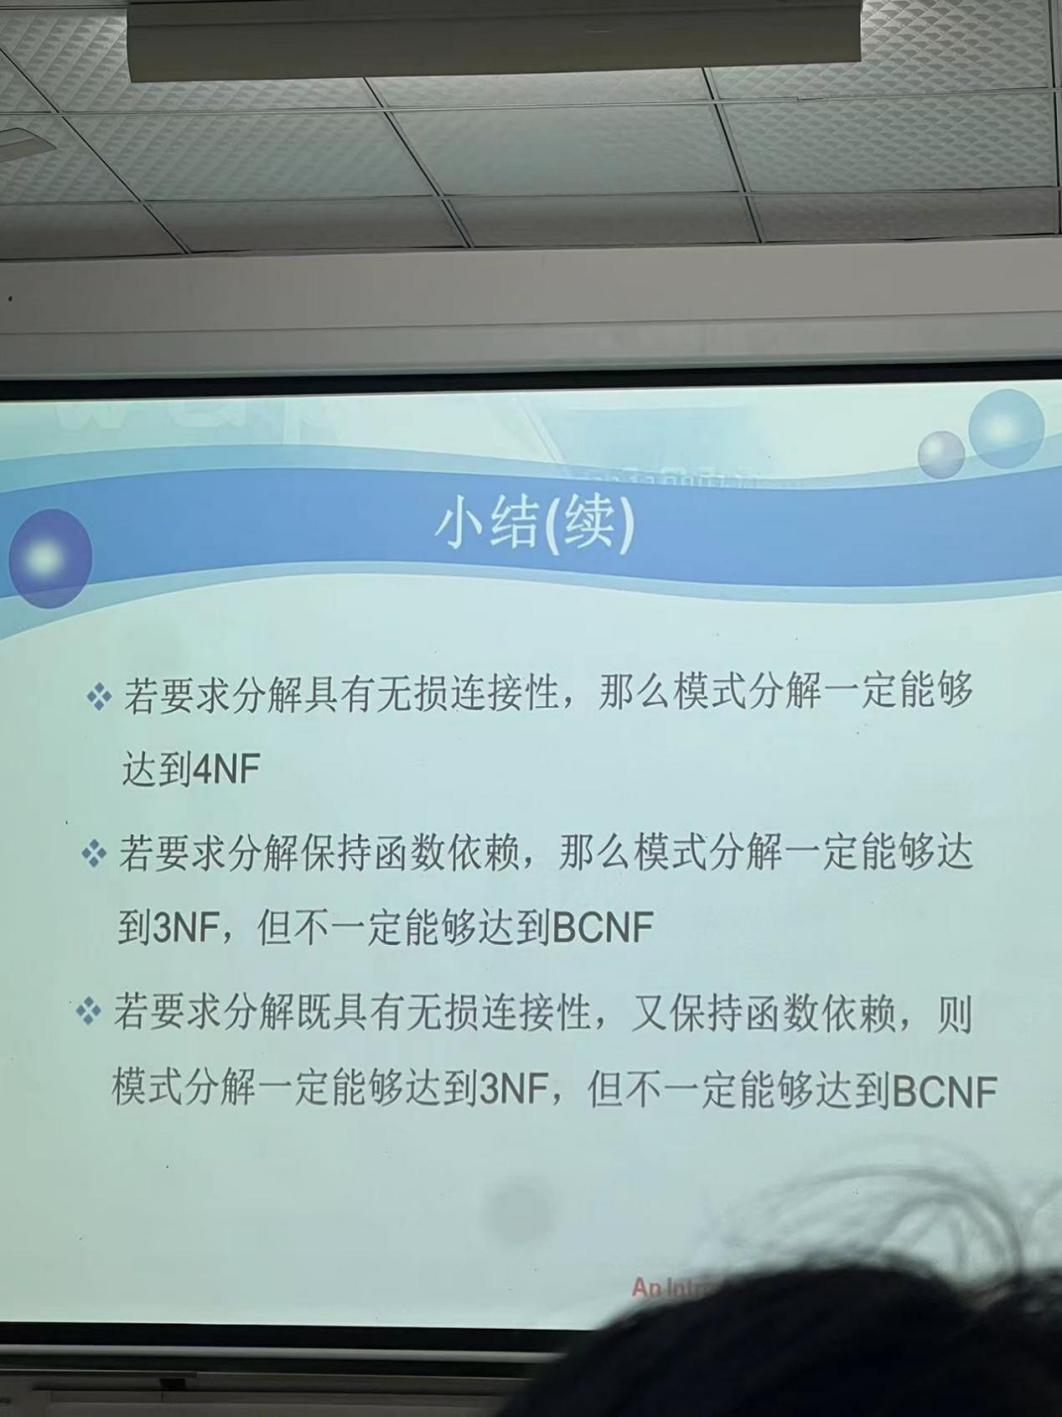 小结(续)
若要求分解具有无损连接性，那么模式分解一定能够
达到4NF
若要求分解保持函数依赖，那么模式分解一定能够达
到3NF，但不一定能够达到BCNF
若要求分解既具有无损连接性，又保持函数依赖，则
模式分解一定能够达到3NF，但不一定能够达到BCNF
An